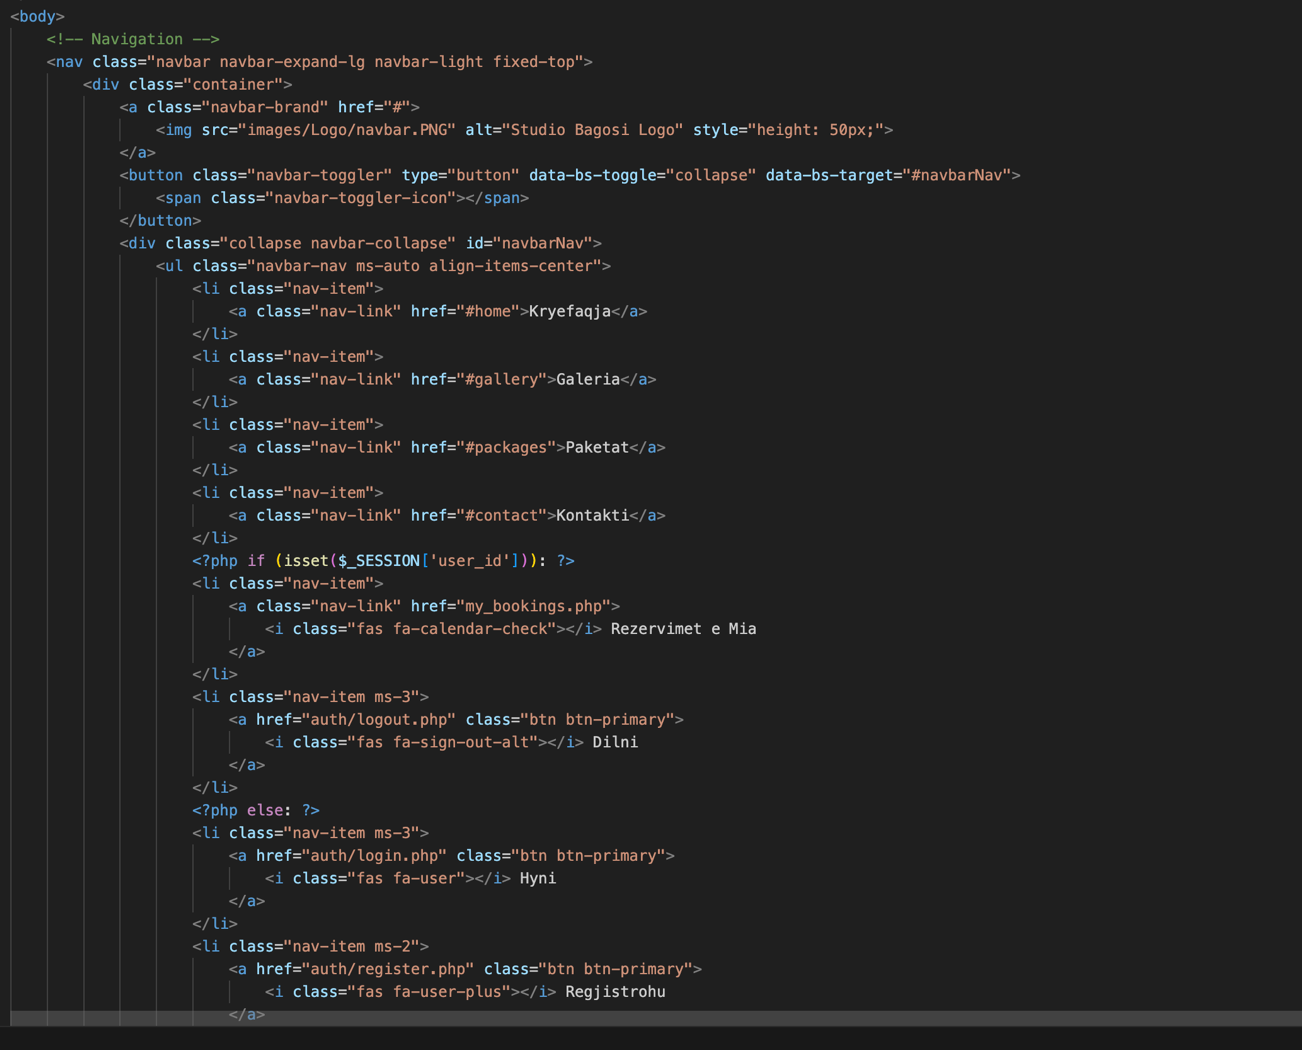 <body>
<!-- Navigation -->
<nav class="navbar navbar-expand-lg navbar-light fixed-top">
<div class="container">
<a class="navbar-brand" href="#">
<img src="images/Logo/navbar.PNG" alt="Studio Bagosi Logo" style="height: 50px;">
</a>
<button class="navbar-toggler" type="button" data-bs-toggle="collapse" data-bs-target="#navbarNav">
<span class="navbar-toggler-icon"></span>
</button>
<div class="collapse navbar-collapse" id="navbarNav">
<ul class="navbar-nav ms-auto align-items-center">
<li class="nav-item">
<a class="nav-link" href="#home">Kryefaqja</a>
</li>
<li class="nav-item">
<a class="nav-link" href="#gallery">Galeria</a>
</li>
<li class="nav-item">
<a class="nav-link" href="#packages">Paketat</a>
</li>
<li class="nav-item">
<a class="nav-link" href="#contact">Kontakti</a>
</li>
<?php if (isset($_SESSION['user_id'])): ?>
<li class="nav-item">
<a class="nav-link" href="my_bookings.php">
<i class="fas fa-calendar-check"></i> Rezervimet e Mia
</a>
</li>
<li class="nav-item ms-3">
<a href="auth/logout.php" class="btn btn-primary">
<i class="fas fa-sign-out-alt"></i> Dilni
</a>
</li>
<?php else: ?>
<li class="nav-item ms-3">
<a href="auth/login.php" class="btn btn-primary">
<i class="fas fa-user"></i> Hyni
</a>
</li>
<li class="nav-item ms-2">
<a href="auth/register.php" class="btn btn-primary">
<i class="fas fa-user-plus"></i> Regjistrohu
</a>